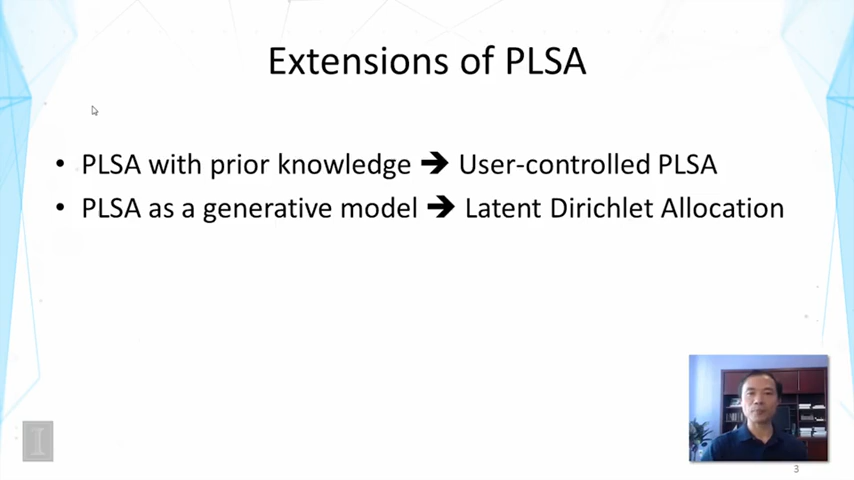 Extensions of PLSA
• PLSA with prior knowledge ➔ User-controlled PLSA
• PLSA as a generative model ➔ Latent Dirichlet Allocation
I
3